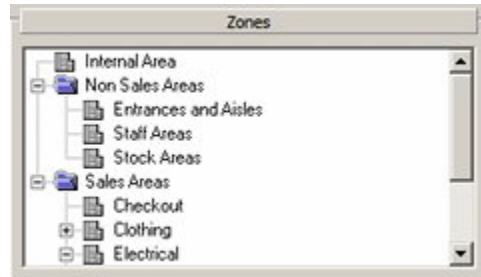 Zones
Internal Area
Non Sales Areas
Entrances and Aisles
Staff Areas
Stock Areas
Sales Areas
Checkout
Clothing
Electrical